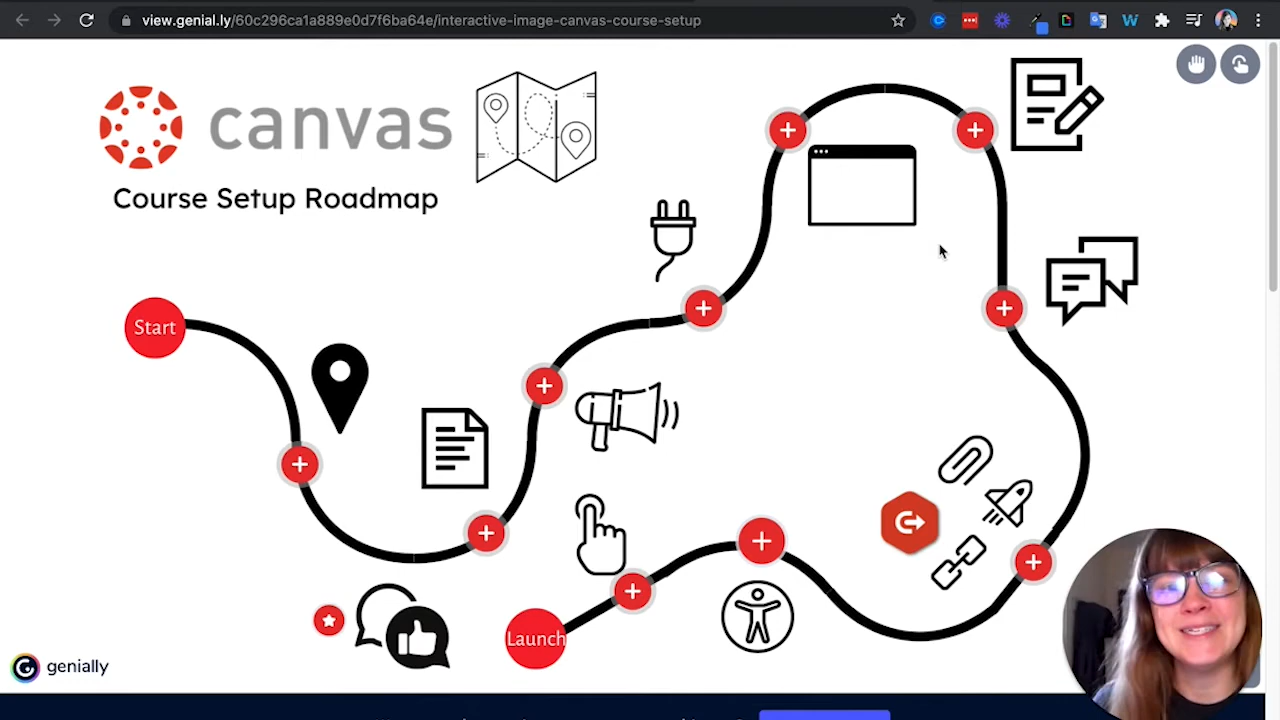 view.genial.ly/60c296ca1a889e0d7f6ba64e/interactive-image-canvas-course-setup
canvas
Course Setup Roadmap
Start
Launch
genially